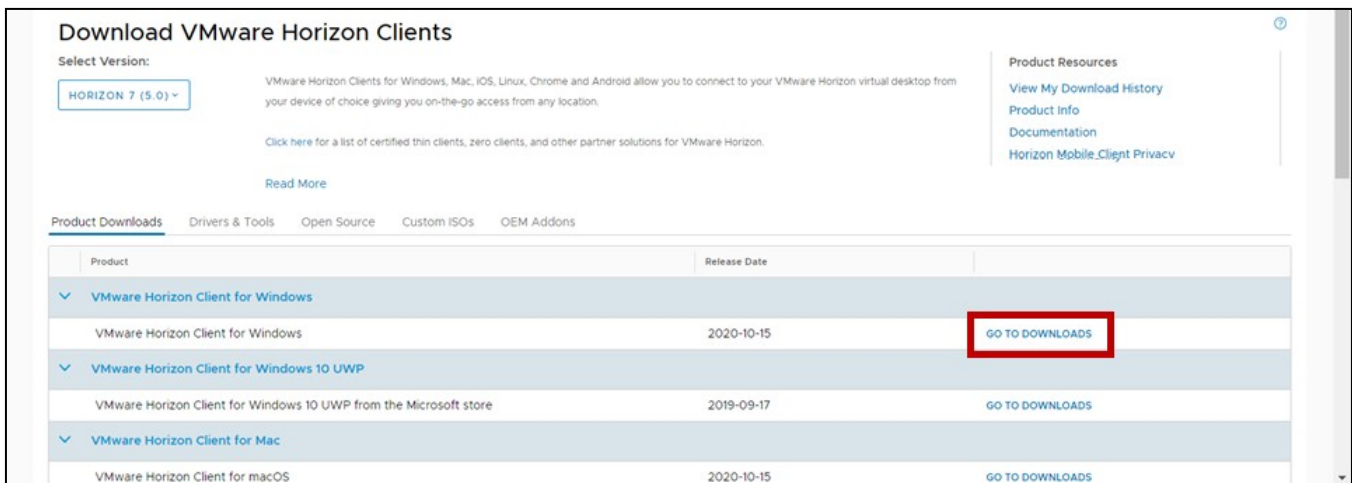 Download VMware Horizon Clients
Select Version:
HORIZON 7 (5.0)
VMware Horizon Clients for Windows, Mac, iOS, Linux, Chrome and Android allow you to connect to your VMware Horizon virtual desktop from
your device of choice giving you on-the-go access from any location.
Click here for a list of certified thin clients, zero clients, and other partner solutions for VMware Horizon.
Read More
Product Resources
View My Download History
Product Info
Documentation
Horizon Mobile Client Privacy
Product Downloads Drivers & Tools Open Source Custom ISOs OEM Addons
Product Release Date
VMware Horizon Client for Windows
VMware Horizon Client for Windows 2020-10-15 GO TO DOWNLOADS
VMware Horizon Client for Windows 10 UWP
VMware Horizon Client for Windows 10 UWP from the Microsoft store 2019-09-17 GO TO DOWNLOADS
VMware Horizon Client for Mac
VMware Horizon Client for macOS 2020-10-15 GO TO DOWNLOADS